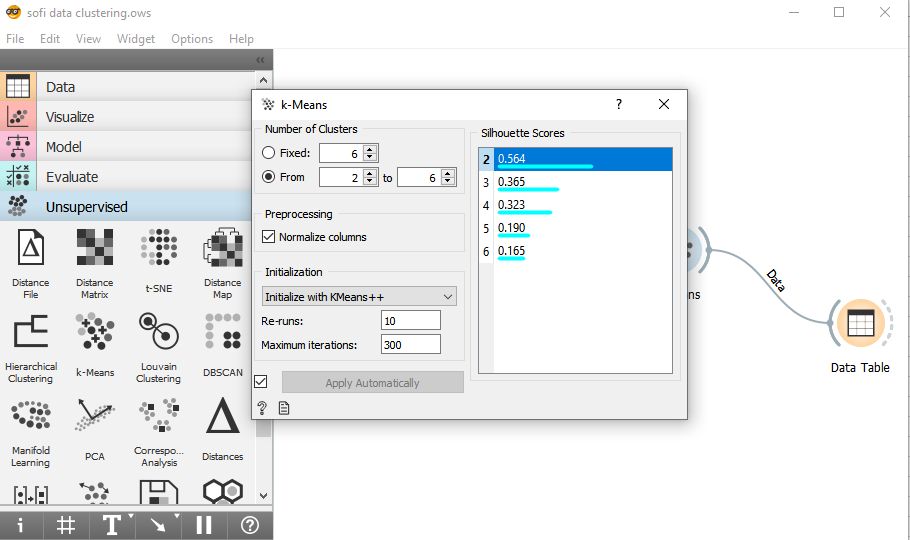 sofi data clustering.ows
File Edit View Widget Options Help
Data
Visualize
Model
Evaluate
Unsupervised
Distance File
Distance Matrix
t-SNE
Distance Map
Hierarchical Clustering
k-Means
Louvain Clustering
DBSCAN
Manifold Learning
PCA
Correspo... Analysis
Distances
k-Means
?
Number of Clusters
Fixed: 6
From 2 to 6
Preprocessing
Normalize columns
Initialization
Initialize with KMeans++
Re-runs: 10
Maximum iterations: 300
Apply Automatically
?
Silhouette Scores
2 0.564
3 0.365
4 0.323
5 0.190
6 0.165
ns
Data
Data Table
i # T ?